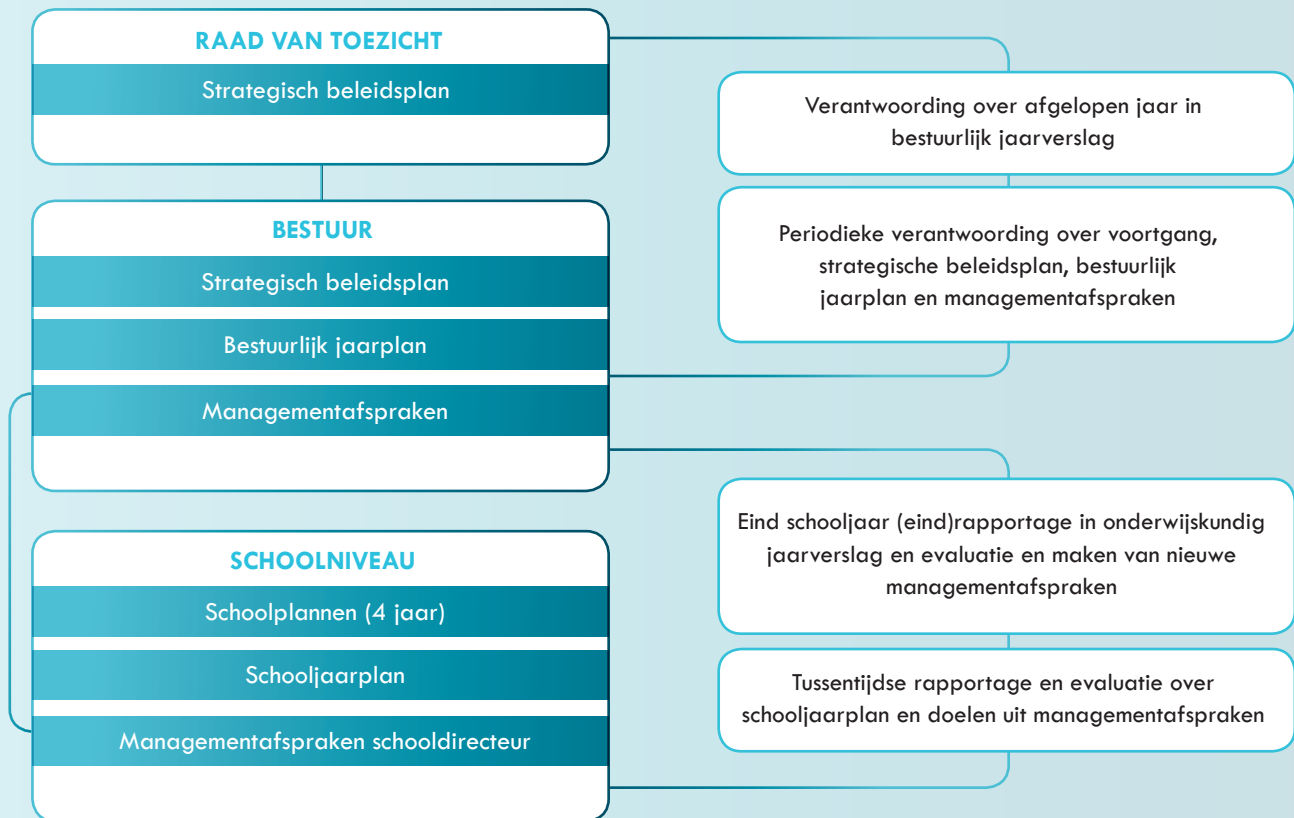 RAAD VAN TOEZICHT
Strategisch beleidsplan
BESTUUR
Strategisch beleidsplan
Bestuurlijk jaarplan
Managementafspraken
SCHOOLNIVEAU
Schoolplannen (4 jaar)
Schooljaarplan
Managementafspraken schooldirecteur
Verantwoording over afgelopen jaar in
bestuurlijk jaarverslag
Periodieke verantwoording over voortgang,
strategische beleidsplan, bestuurlijk
jaarplan en managementafspraken
Eind schooljaar (eind)rapportage in onderwijskundig
jaarverslag en evaluatie en maken van nieuwe
managementafspraken
Tussentijdse rapportage en evaluatie over
schooljaarplan en doelen uit managementafspraken